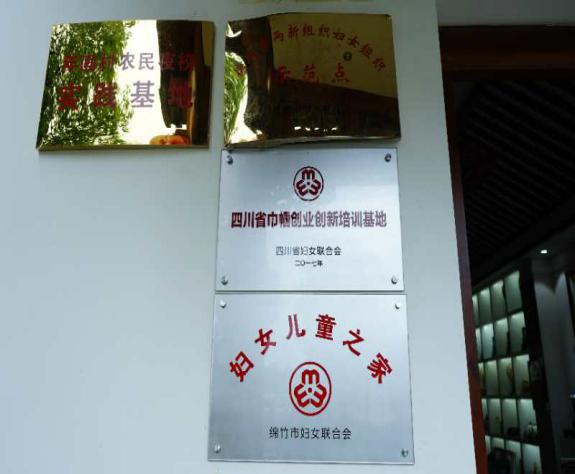 村农民夜校
实践基地
两新组织妇女组织
示范点
四川省巾帼创业创新培训基地
四川省妇女联合会
二〇一七年
妇女儿童之家
绵竹市妇女联合会